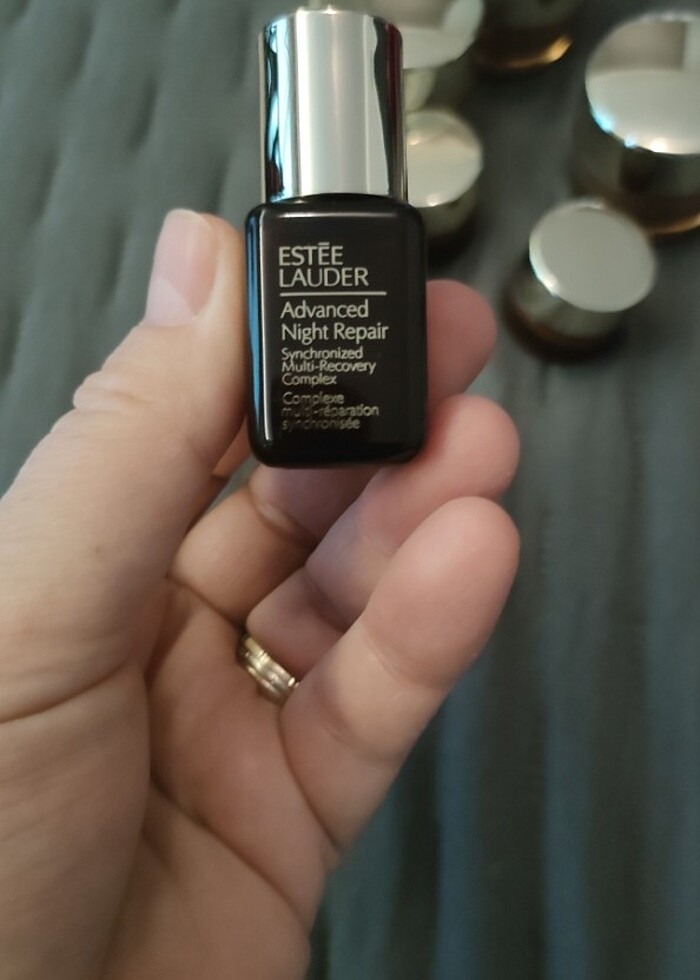 ESTĒE
LAUDER
Advanced
Night Repair
Synchronized
Multi-Recovery
Complex
Complexe
multi-réparation
synchronisée